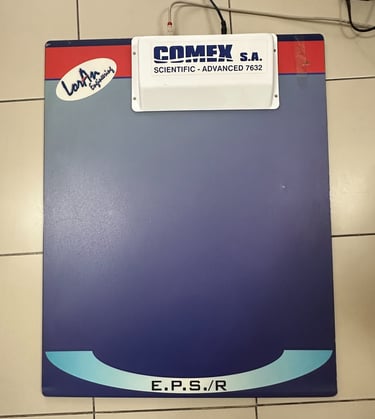 COMEX S.A.
SCIENTIFIC - ADVANCED 7632
LorAn
Engineering
E.P.S./R